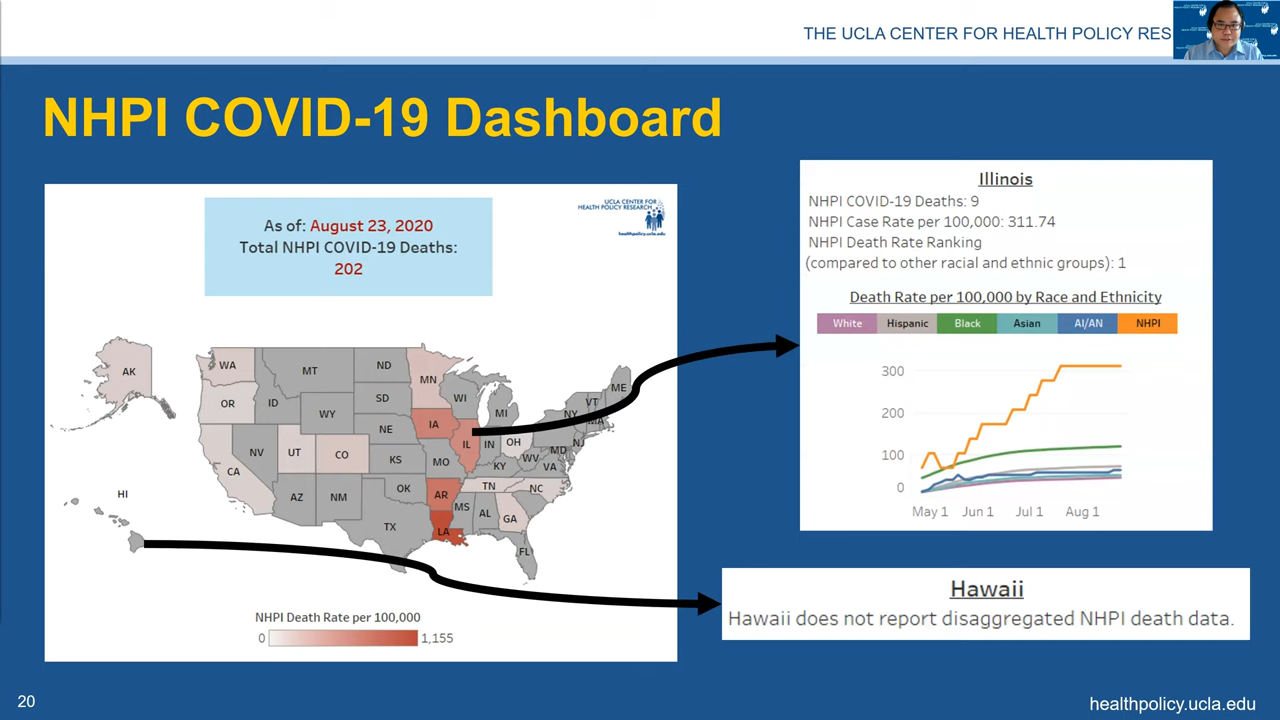 THE UCLA CENTER FOR HEALTH POLICY RES
NHPI COVID-19 Dashboard
As of: August 23, 2020
Total NHPI COVID-19 Deaths:
202
UCLA CENTER FOR
HEALTH POLICY RESEARCH
healthpolicy.ucla.edu
AK
WA
MT
ND
MN
ME
OR
ID
WY
SD
WI
MI
VT
NY
MA
NV
UT
CO
NE
IA
IL
IN
OH
NJ
CA
KS
MO
KY
WV
MD
VA
AZ
NM
OK
AR
TN
NC
HI
TX
LA
MS
AL
GA
FL
NHPI Death Rate per 100,000
0 1,155
Illinois
NHPI COVID-19 Deaths: 9
NHPI Case Rate per 100,000: 311.74
NHPI Death Rate Ranking
(compared to other racial and ethnic groups): 1
Death Rate per 100,000 by Race and Ethnicity
White Hispanic Black Asian AI/AN NHPI
300
200
100
0
May 1 Jun 1 Jul 1 Aug 1
Hawaii
Hawaii does not report disaggregated NHPI death data.
20
healthpolicy.ucla.edu